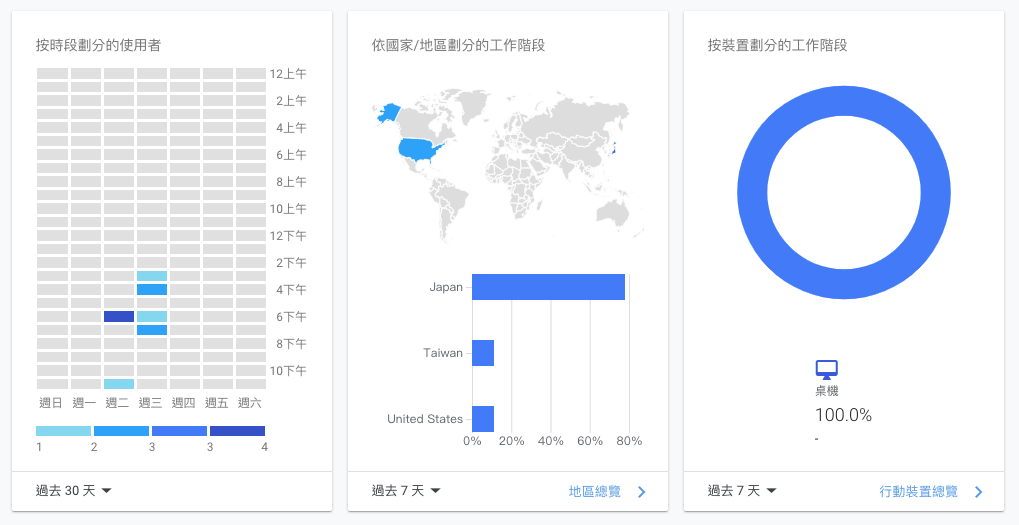 按時段劃分的使用者
12上午
2上午
4上午
6上午
8上午
10上午
12下午
2下午
4下午
6下午
8下午
10下午
週日 週一 週二 週三 週四 週五 週六
1 2 3 3 4
過去 30 天
依國家/地區劃分的工作階段
Japan
Taiwan
United States
0% 20% 40% 60% 80%
過去 7 天
地區總覽
按裝置劃分的工作階段
桌機
100.0%
-
過去 7 天
行動裝置總覽